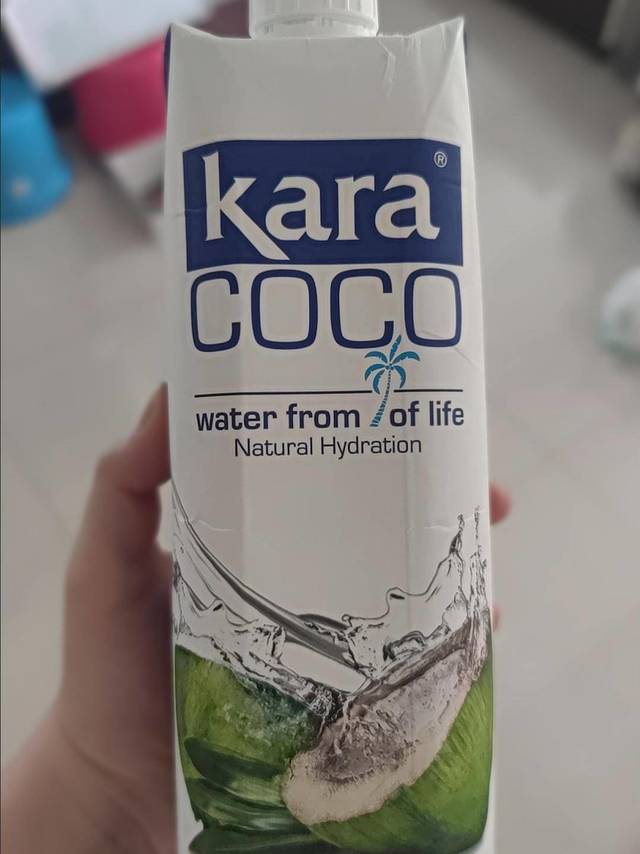 kara®
COCO
water from of life
Natural Hydration